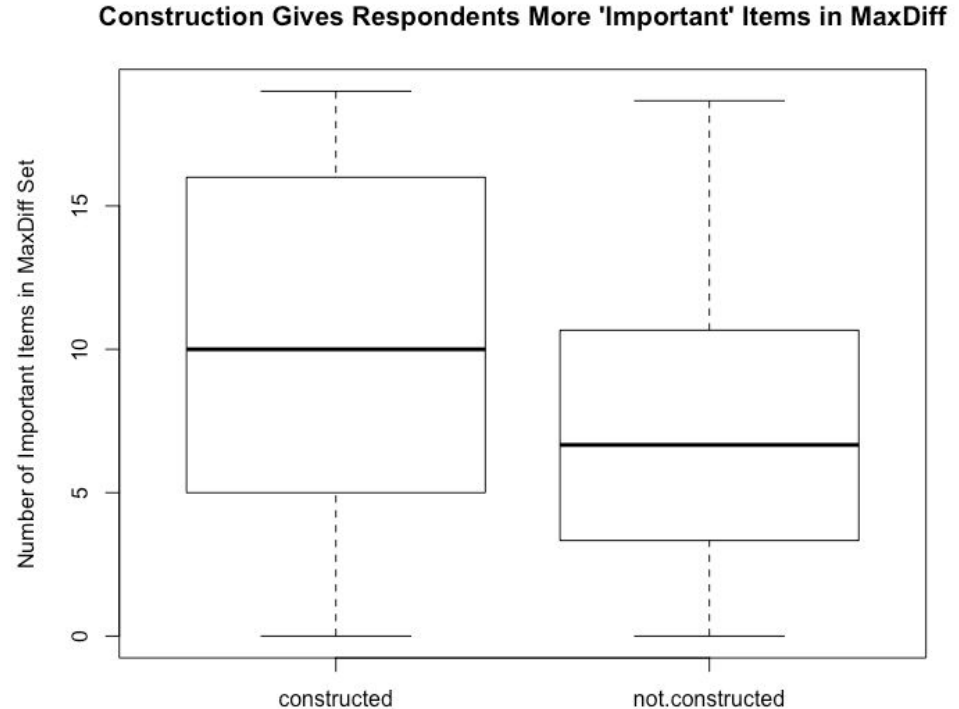 Construction Gives Respondents More 'Important' Items in MaxDiff
Number of Important Items in MaxDiff Set
15
10
5
0
constructed
not.constructed